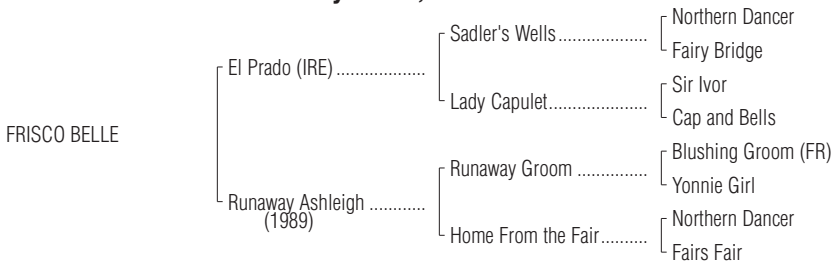 Northern Dancer
Sadler's Wells
Fairy Bridge
El Prado (IRE)
Sir Ivor
Lady Capulet
Cap and Bells
FRISCO BELLE
Blushing Groom (FR)
Runaway Groom
Yonnie Girl
Runaway Ashleigh
(1989)
Northern Dancer
Home From the Fair
Fairs Fair